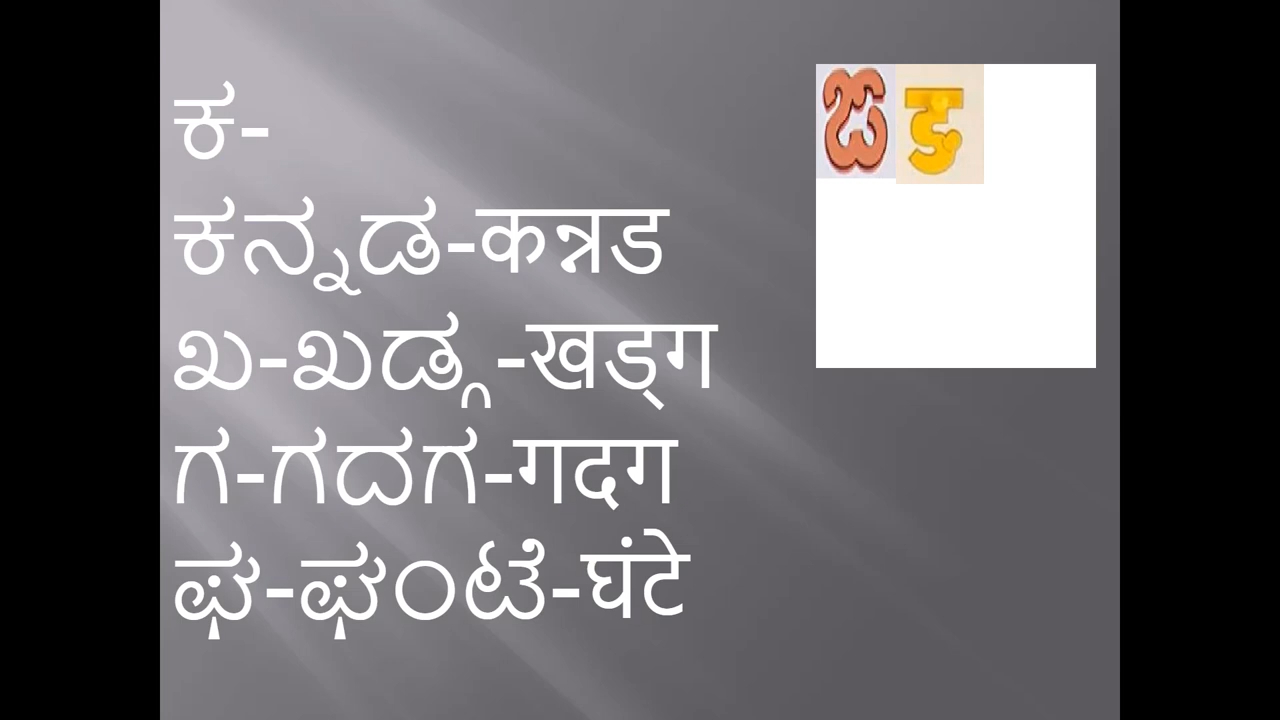 ಕ-
ಕನ್ನಡ-कन्नड
ಖ-ಖಡ್ಗ-खड्ग
ಗ-ಗದಗ-गदग
ಘ-ಘಂಟೆ-घंटे
ಙ ङ